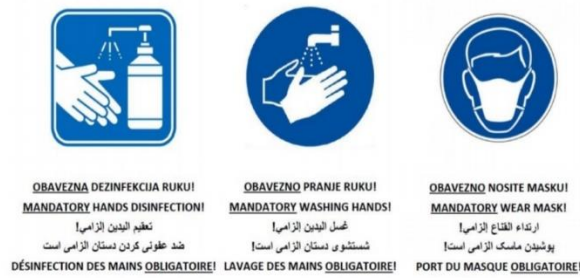 OBAVEZNA DEZINFEKCIJA RUKU!
MANDATORY HANDS DISINFECTION!
تعقيم اليدين إلزامي!
ضد عفونی کردن دستان الزامی است
DÉSINFECTION DES MAINS OBLIGATOIRE!
OBAVEZNO PRANJE RUKU!
MANDATORY WASHING HANDS!
غسل اليدين إلزامي!
شستشوی دستان الزامی است!
LAVAGE DES MAINS OBLIGATOIRE!
OBAVEZNO NOSITE MASKU!
MANDATORY WEAR MASK!
ارتداء القناع إلزامي!
پوشیدن ماسک الزامی است!
PORT DU MASQUE OBLIGATOIRE!